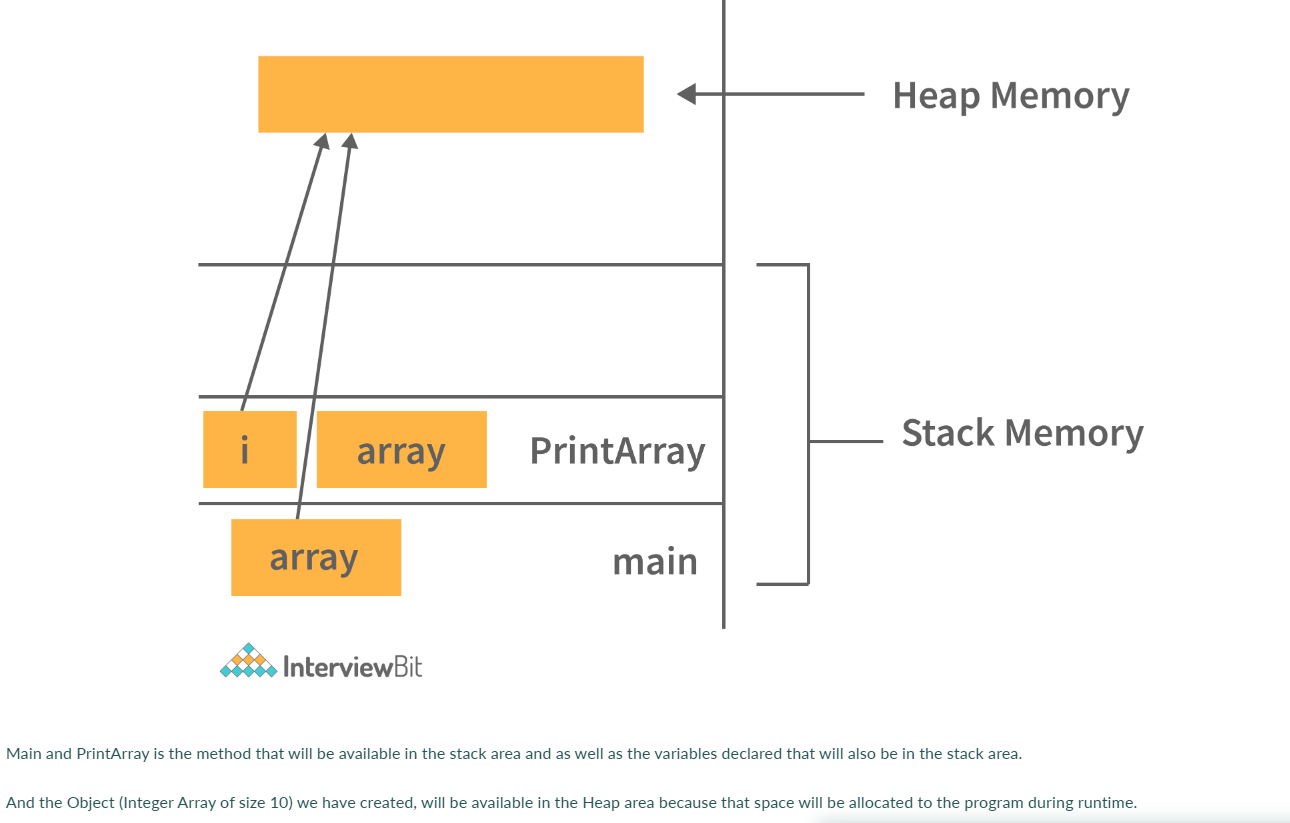 Heap Memory
Stack Memory
i array PrintArray
array main
InterviewBit
Main and PrintArray is the method that will be available in the stack area and as well as the variables declared that will also be in the stack area.
And the Object (Integer Array of size 10) we have created, will be available in the Heap area because that space will be allocated to the program during runtime.